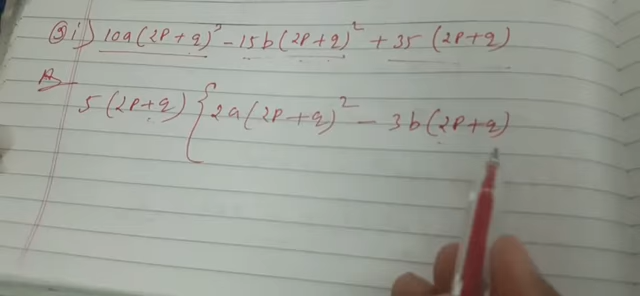 Q i) 10a(2p+q)³ - 15b(2p+q)² + 35(2p+q)
A
5(2p+q){2a(2p+q)² - 3b(2p+q)